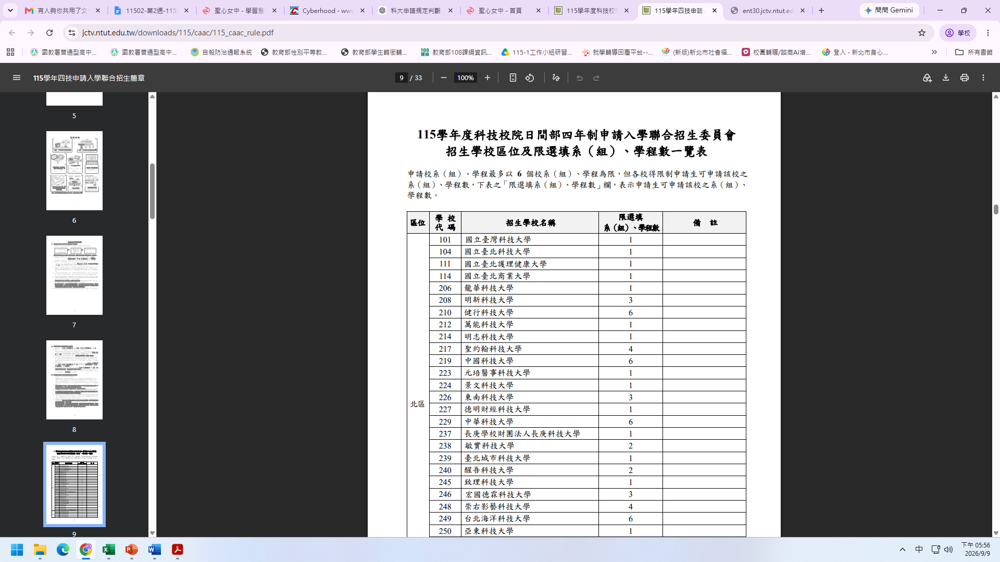 有人與你共用了文
11502-第2週-115
聖心女中 - 學習歷
Cyberhood - www
科大申請規定判斷
聖心女中 - 首頁
115學年度科技校院
115學年四技申請入
ent30.jctv.ntut.ed
問問 Gemini
jctv.ntut.edu.tw/downloads/115/caac/115_caac_rule.pdf
學校
國教署普通型高中...
國教署普通型高中...
自殺防治通報系統
教育部性別平等教...
教育部學生轉銜輔...
教育部108課綱資訊...
115-1工作小組研習...
就學輔導回覆平台--...
(新版)新北市社會福...
校園輔導/諮商AI增...
登入 - 新北市身心...
所有書籤
115學年四技申請入學聯合招生簡章
9 / 33
100%
5
6
7
8
9
115學年度科技校院日間部四年制申請入學聯合招生委員會
招生學校區位及限選填系（組）、學程數一覽表
申請校系（組）、學程最多以 6 個校系（組）、學程為限，但各校得限制申請生可申請該校之
系（組）、學程數，下表之「限選填系（組）、學程數」欄，表示申請生可申請該校之系（組）、
學程數。
區位 學校代碼 招生學校名稱 限選填系（組）、學程數 備 註
北區
101 國立臺灣科技大學 1
104 國立臺北科技大學 1
111 國立臺北護理健康大學 1
114 國立臺北商業大學 1
206 龍華科技大學 1
208 明新科技大學 3
210 健行科技大學 6
212 萬能科技大學 1
214 明志科技大學 1
217 聖約翰科技大學 4
219 中國科技大學 6
223 元培醫事科技大學 1
224 景文科技大學 1
226 東南科技大學 3
227 德明財經科技大學 1
229 中華科技大學 6
237 長庚學校財團法人長庚科技大學 1
238 敏實科技大學 2
239 臺北城市科技大學 1
240 醒吾科技大學 2
245 致理科技大學 1
246 宏國德霖科技大學 3
248 崇右影藝科技大學 4
249 台北海洋科技大學 6
250 亞東科技大學 1
中
下午 05:56
2026/9/9